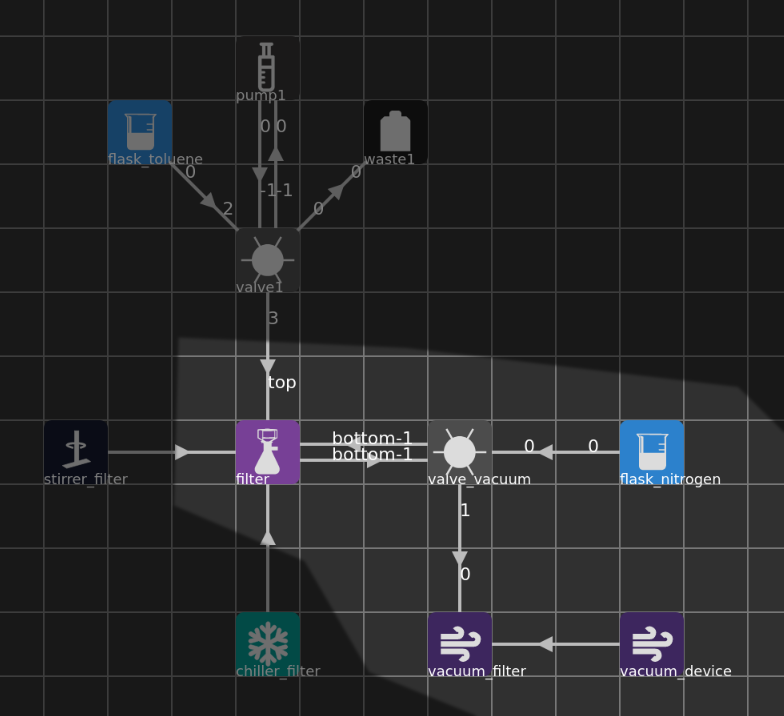 pump1
0 0
flask_toluene
waste1
0
0
-1-1
2
0
valve1
3
top
bottom-1
bottom-1
0
0
stirrer_filter
filter
valve_vacuum
flask_nitrogen
1
0
chiller_filter
vacuum_filter
vacuum_device